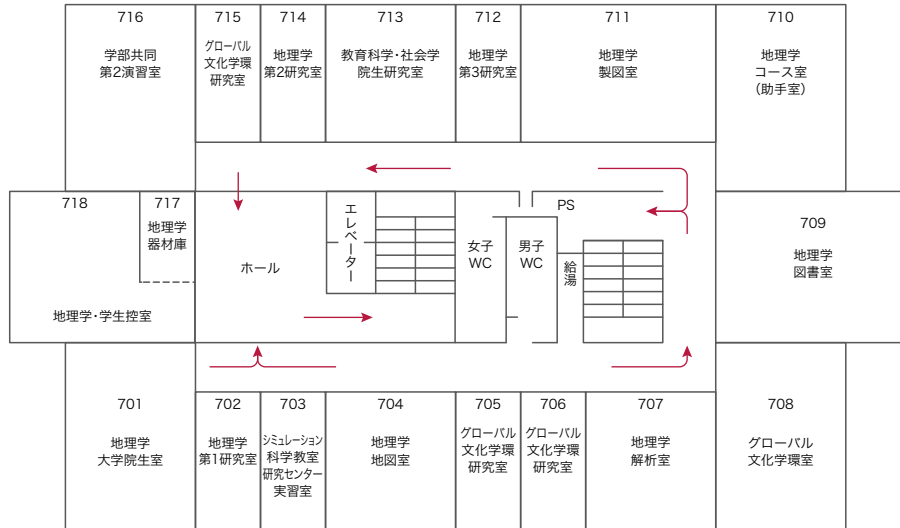 716
学部共同
第2演習室
715
グローバル
文化学環
研究室
714
地理学
第2研究室
713
教育科学・社会学
院生研究室
712
地理学
第3研究室
711
地理学
製図室
710
地理学
コース室
(助手室)
718
地理学・学生控室
717
地理学
器材庫
ホール
エレベーター
女子
WC
男子
WC
PS
給湯
709
地理学
図書室
701
地理学
大学院生室
702
地理学
第1研究室
703
シミュレーション
科学教室
研究センター
実習室
704
地理学
地図室
705
グローバル
文化学環
研究室
706
グローバル
文化学環
研究室
707
地理学
解析室
708
グローバル
文化学環室